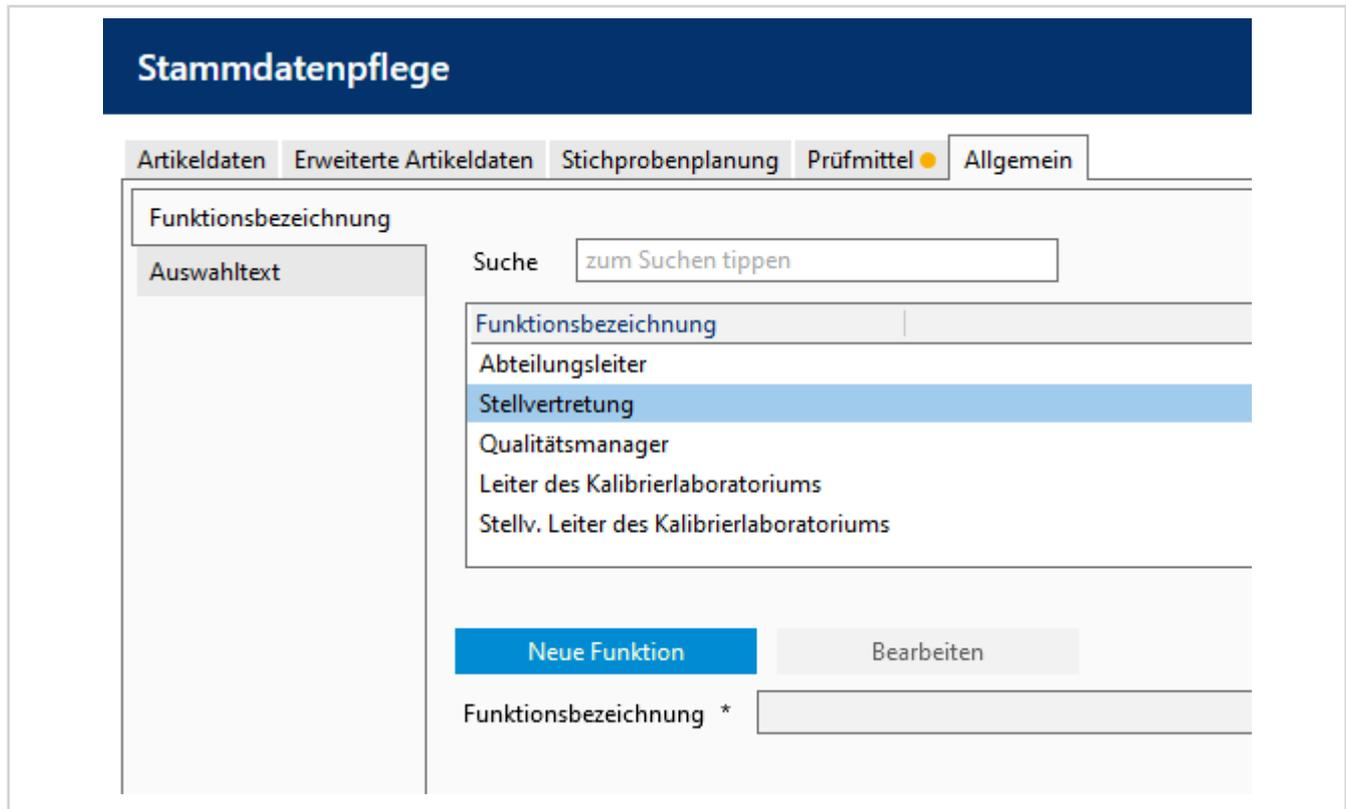 Stammdatenpflege
Artikeldaten Erweiterte Artikeldaten Stichprobenplanung Prüfmittel Allgemein
Funktionsbezeichnung
Auswahltext
Suche zum Suchen tippen
Funktionsbezeichnung
Abteilungsleiter
Stellvertretung
Qualitätsmanager
Leiter des Kalibrierlaboratoriums
Stellv. Leiter des Kalibrierlaboratoriums
Neue Funktion Bearbeiten
Funktionsbezeichnung *